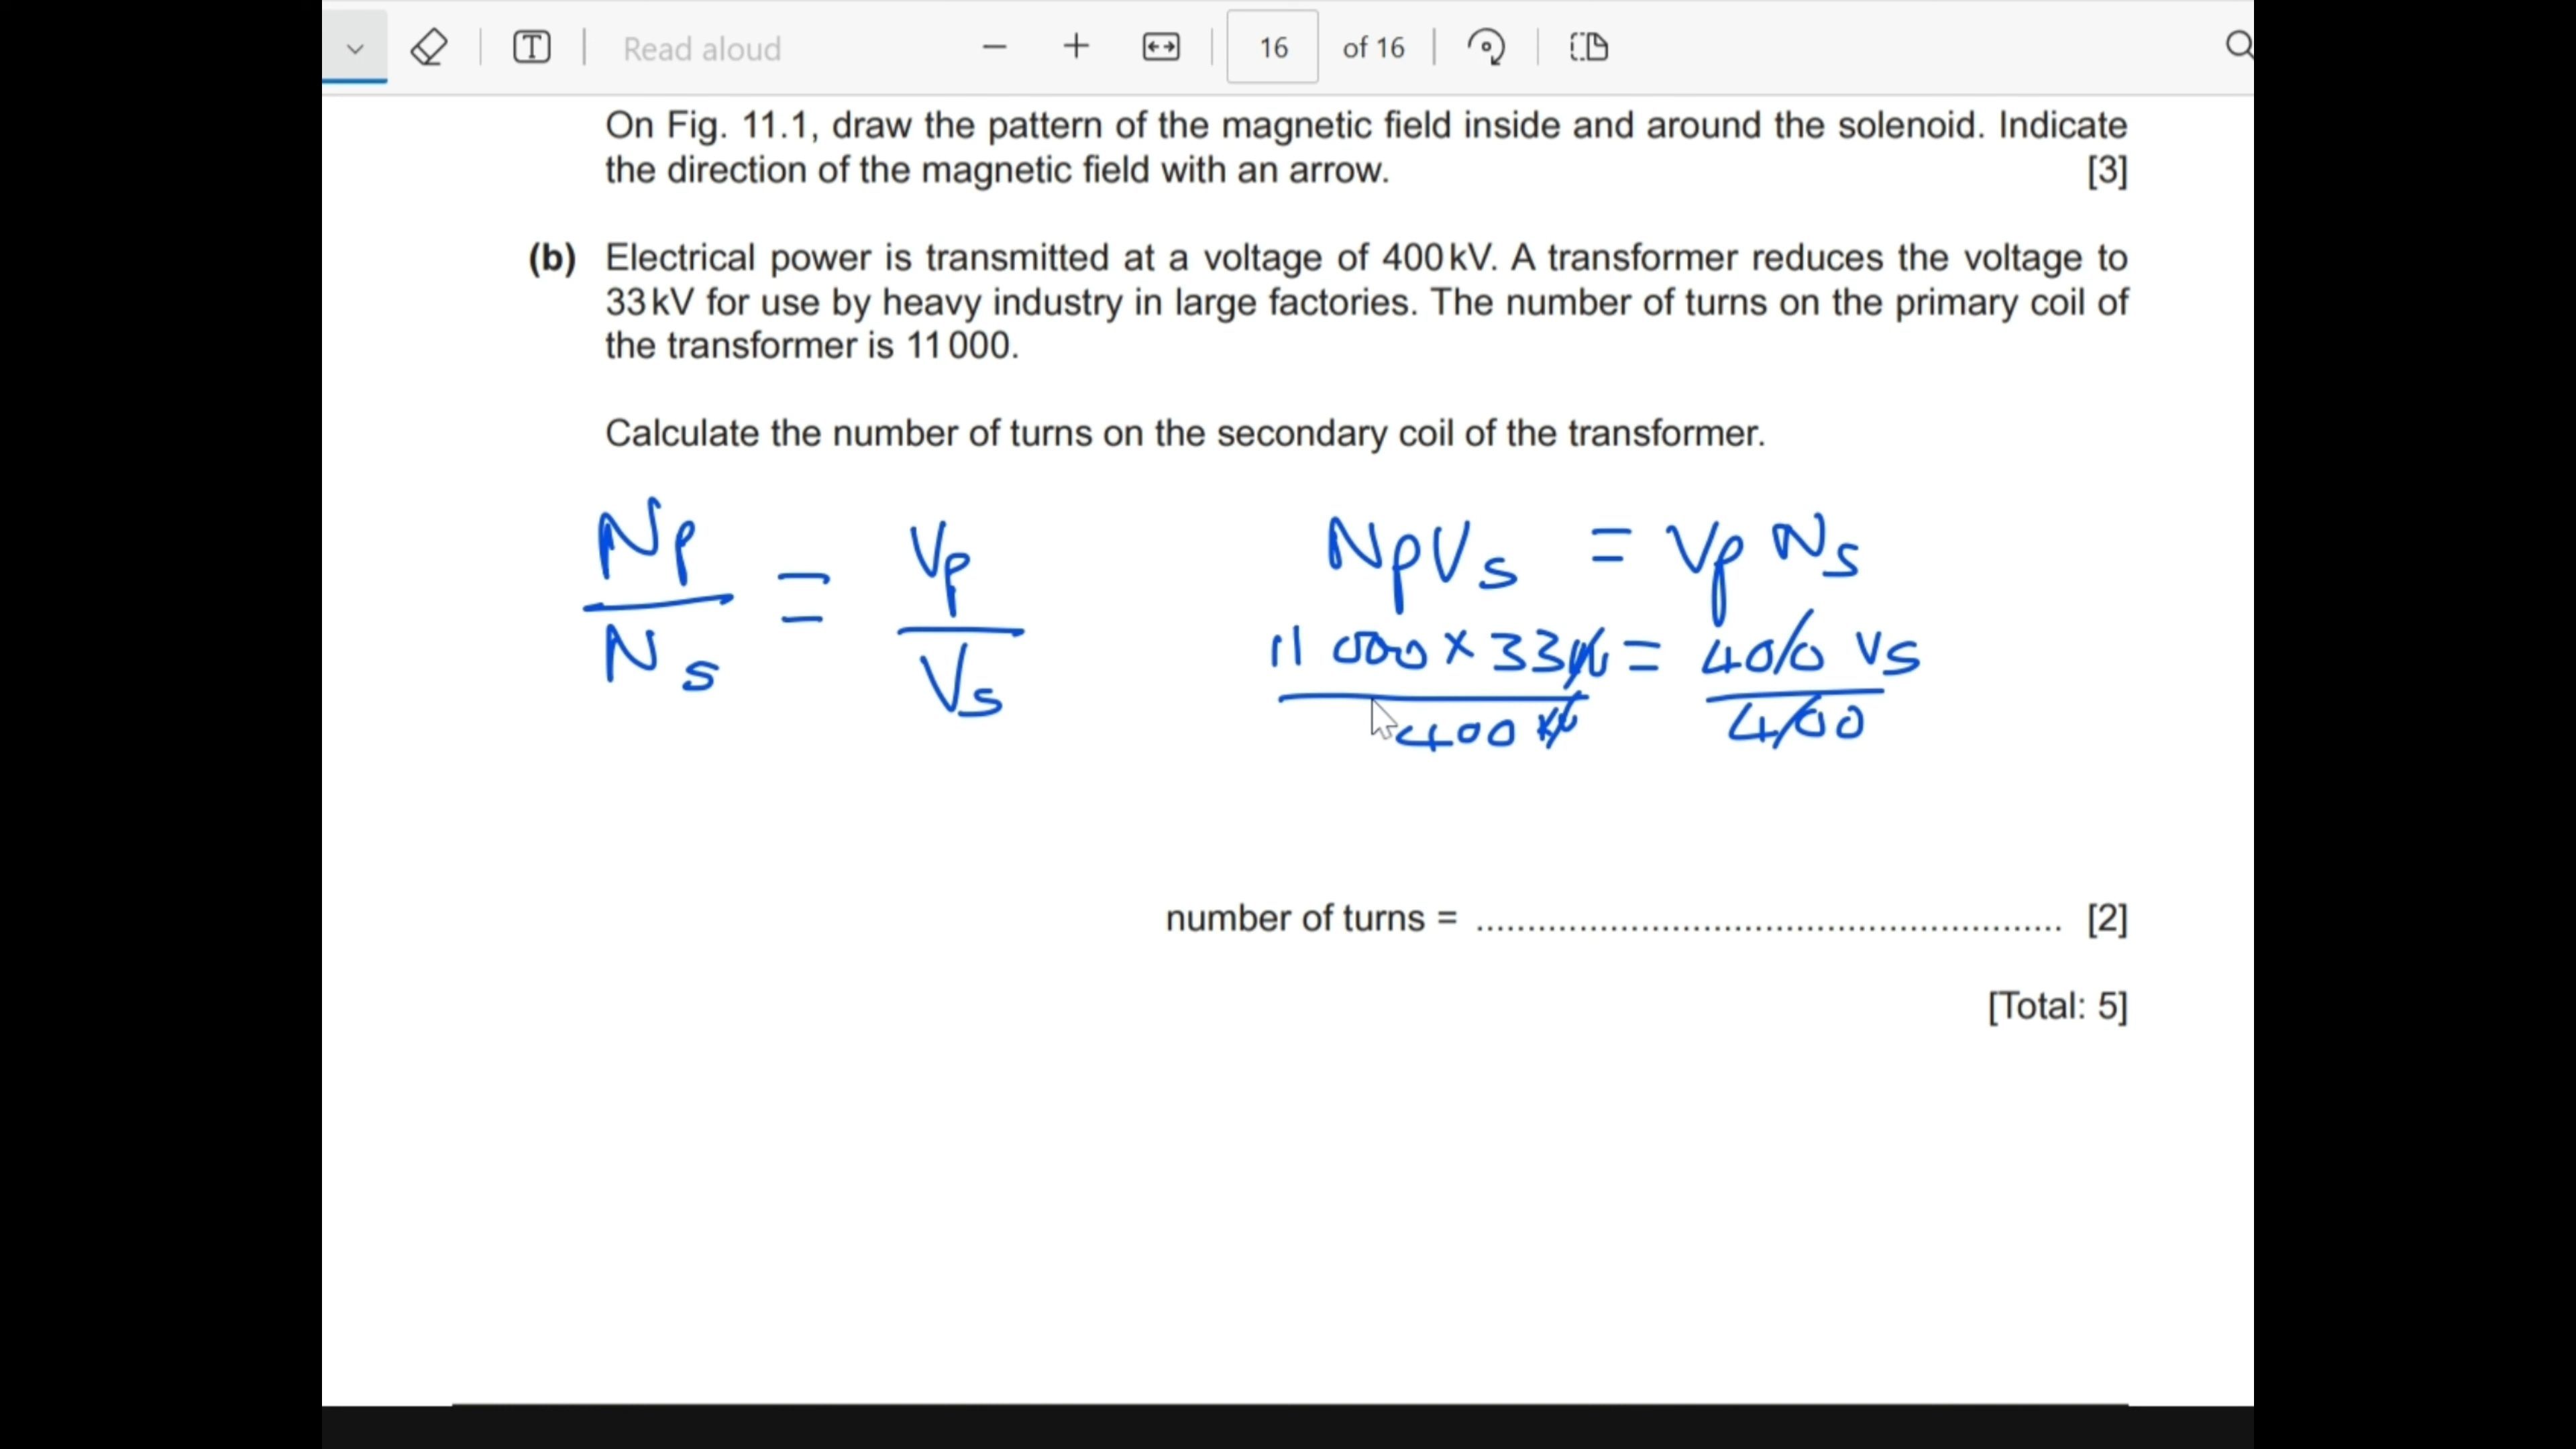 Read aloud 16 of 16
On Fig. 11.1, draw the pattern of the magnetic field inside and around the solenoid. Indicate
the direction of the magnetic field with an arrow. [3]
(b) Electrical power is transmitted at a voltage of 400 kV. A transformer reduces the voltage to
33 kV for use by heavy industry in large factories. The number of turns on the primary coil of
the transformer is 11 000.
Calculate the number of turns on the secondary coil of the transformer.
Np/Ns = Vp/Vs
NpVs = VpNs
11 000 × 33 = 400 Vs
400 400
number of turns = ........................................................ [2]
[Total: 5]